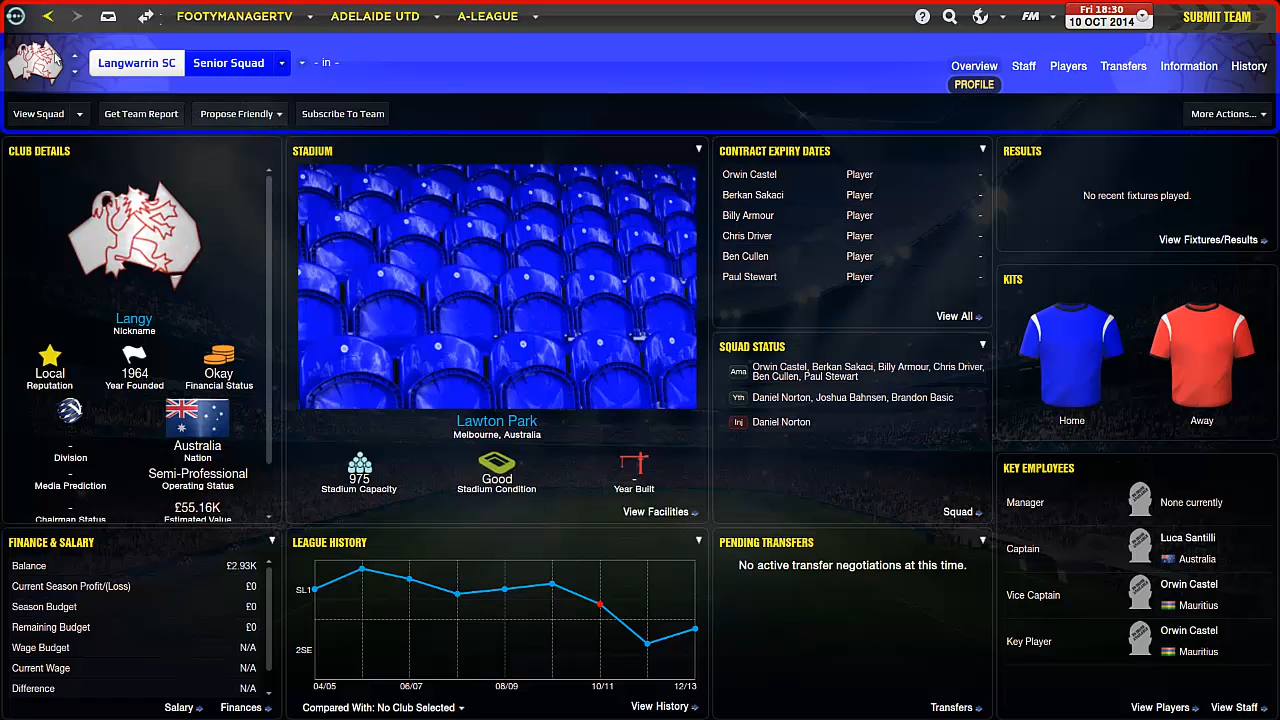 FOOTYMANAGERTV
ADELAIDE UTD
A-LEAGUE
FM
Fri 18:30
10 OCT 2014
SUBMIT TEAM
Langwarrin SC
Senior Squad
- in -
Overview
Staff
Players
Transfers
Information
History
PROFILE
View Squad
Get Team Report
Propose Friendly
Subscribe To Team
More Actions...
CLUB DETAILS
Langy
Nickname
Local
Reputation
1964
Year Founded
Okay
Financial Status
-
Division
Australia
Nation
-
Media Prediction
Semi-Professional
Operating Status
-
Chairman Status
£55.16K
Estimated Value
STADIUM
Lawton Park
Melbourne, Australia
975
Stadium Capacity
Good
Stadium Condition
-
Year Built
View Facilities
CONTRACT EXPIRY DATES
Orwin Castel Player -
Berkan Sakaci Player -
Billy Armour Player -
Chris Driver Player -
Ben Cullen Player -
Paul Stewart Player -
View All
SQUAD STATUS
Ama Orwin Castel, Berkan Sakaci, Billy Armour, Chris Driver,
Ben Cullen, Paul Stewart
Yth Daniel Norton, Joshua Bahnsen, Brandon Basic
Inj Daniel Norton
Squad
RESULTS
No recent fixtures played.
View Fixtures/Results
KITS
Home
Away
KEY EMPLOYEES
Manager None currently
Captain Luca Santilli
Australia
Vice Captain Orwin Castel
Mauritius
Key Player Orwin Castel
Mauritius
View Players
View Staff
FINANCE & SALARY
Balance £2.93K
Current Season Profit/(Loss) £0
Season Budget £0
Remaining Budget £0
Wage Budget N/A
Current Wage N/A
Difference N/A
Salary
Finances
LEAGUE HISTORY
SL1
2SE
04/05 06/07 08/09 10/11 12/13
Compared With: No Club Selected
View History
PENDING TRANSFERS
No active transfer negotiations at this time.
Transfers